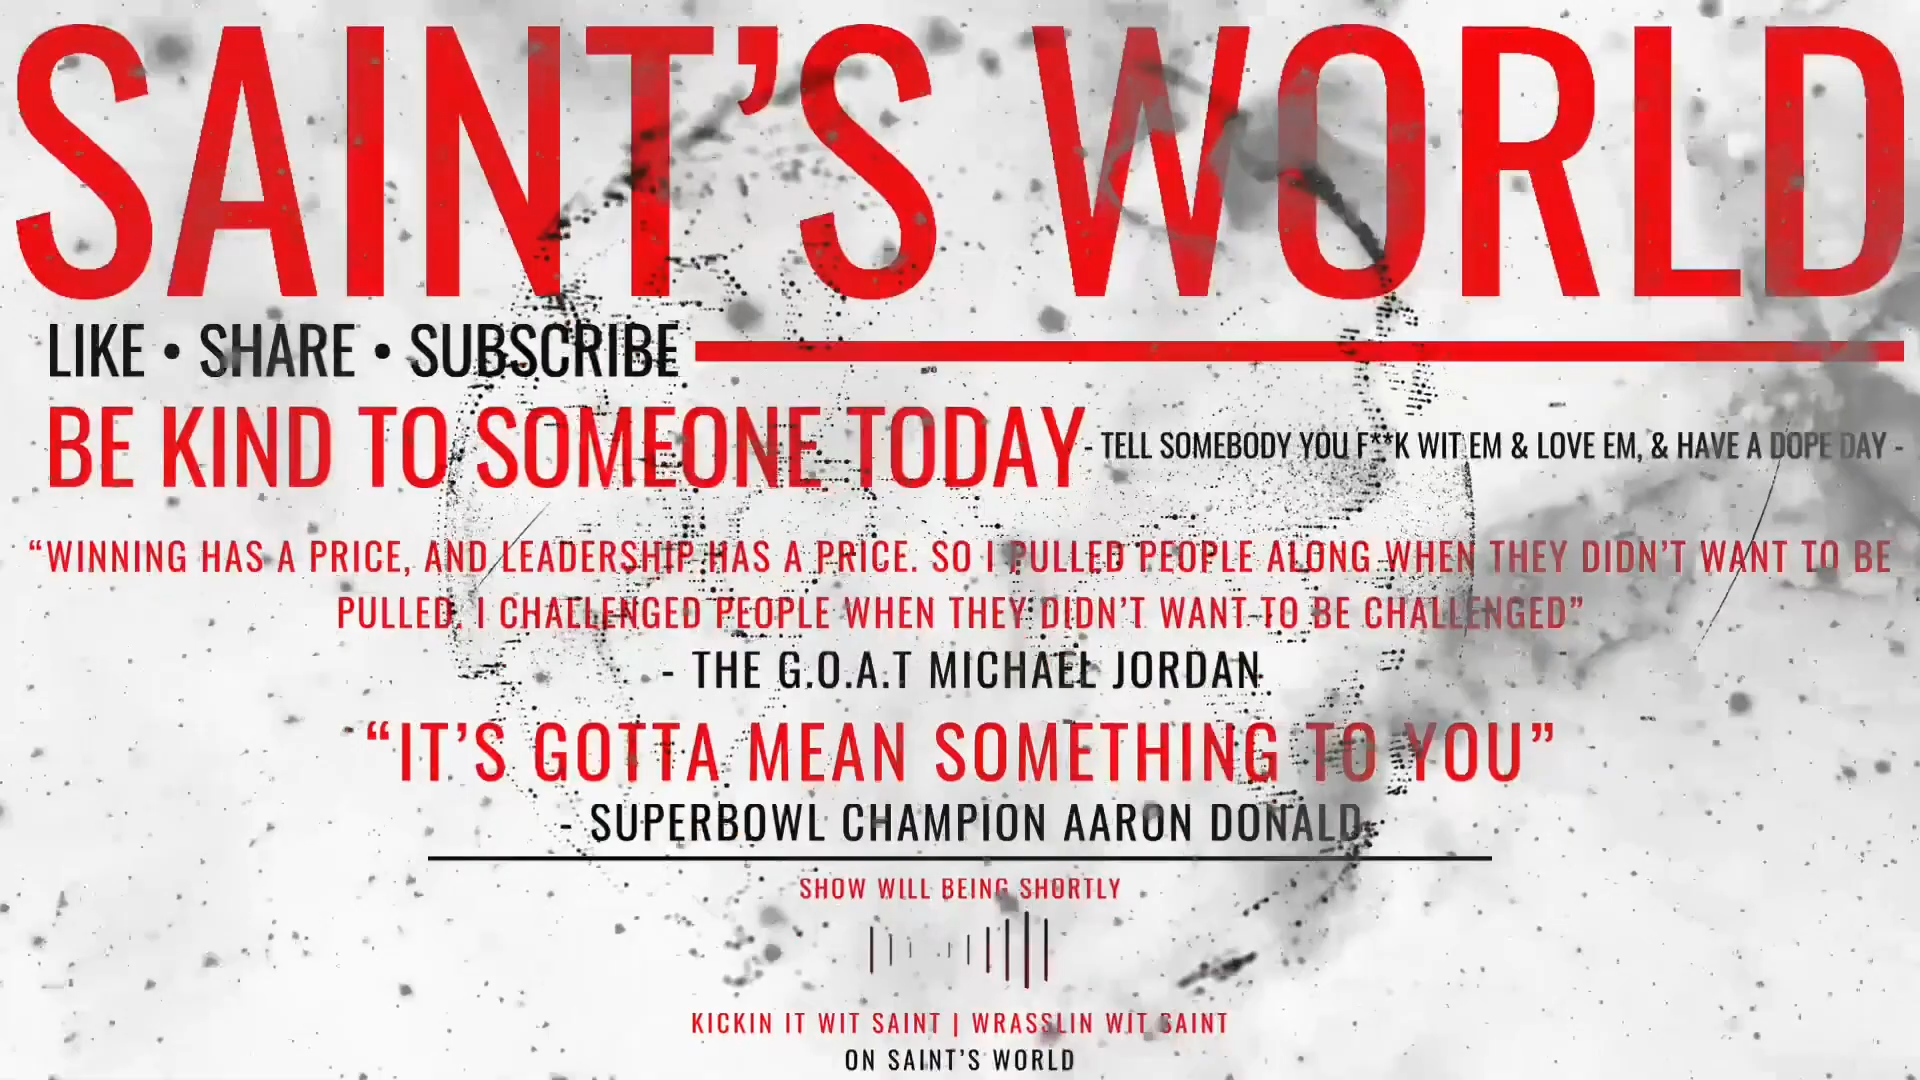 SAINT’S WORLD
LIKE • SHARE • SUBSCRIBE
BE KIND TO SOMEONE TODAY
- TELL SOMEBODY YOU F**K WIT EM & LOVE EM, & HAVE A DOPE DAY -
“WINNING HAS A PRICE, AND LEADERSHIP HAS A PRICE. SO I PULLED PEOPLE ALONG WHEN THEY DIDN’T WANT TO BE
PULLED, I CHALLENGED PEOPLE WHEN THEY DIDN’T WANT TO BE CHALLENGED”
- THE G.O.A.T MICHAEL JORDAN
“IT’S GOTTA MEAN SOMETHING TO YOU”
- SUPERBOWL CHAMPION AARON DONALD
SHOW WILL BEING SHORTLY
KICKIN IT WIT SAINT | WRASSLIN WIT SAINT
ON SAINT’S WORLD